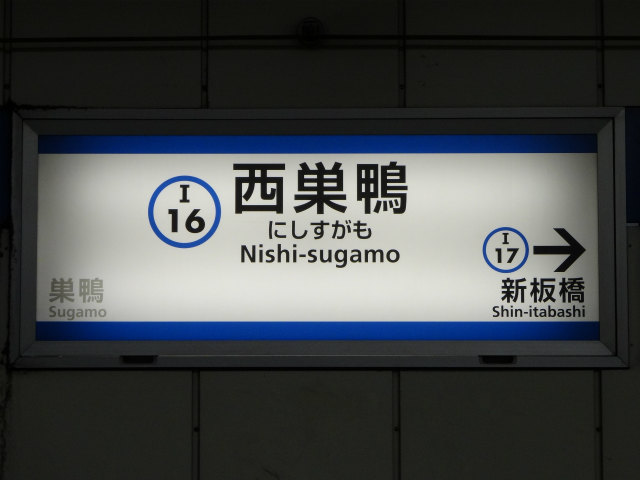 I
16
西巣鴨
にしすがも
Nishi-sugamo
巣鴨
Sugamo
I
17
新板橋
Shin-itabashi